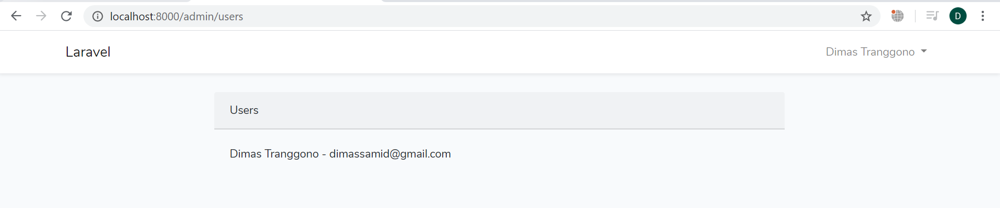 localhost:8000/admin/users
D
Laravel
Dimas Tranggono
Users
Dimas Tranggono - dimassamid@gmail.com